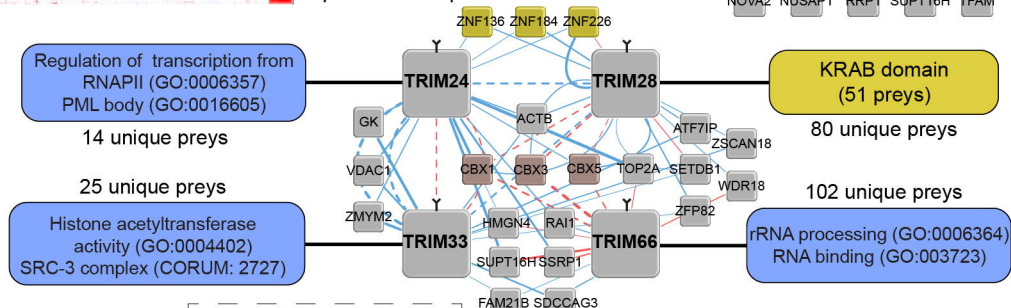 NOVA2 NUSAP1 RRP1 SUPT16H TFAM
ZNF136 ZNF184 ZNF226
Regulation of transcription from
RNAPII (GO:0006357)
PML body (GO:0016605)
14 unique preys
TRIM24
TRIM28
KRAB domain
(51 preys)
80 unique preys
GK
ACTB
ATF7IP
ZSCAN18
VDAC1
CBX1
CBX3
CBX5
TOP2A
SETDB1
WDR18
25 unique preys
102 unique preys
ZMYM2
HMGN4
RAI1
ZFP82
Histone acetyltransferase
activity (GO:0004402)
SRC-3 complex (CORUM: 2727)
TRIM33
TRIM66
rRNA processing (GO:0006364)
RNA binding (GO:003723)
SUPT16H
SSRP1
FAM21B
SDCCAG3